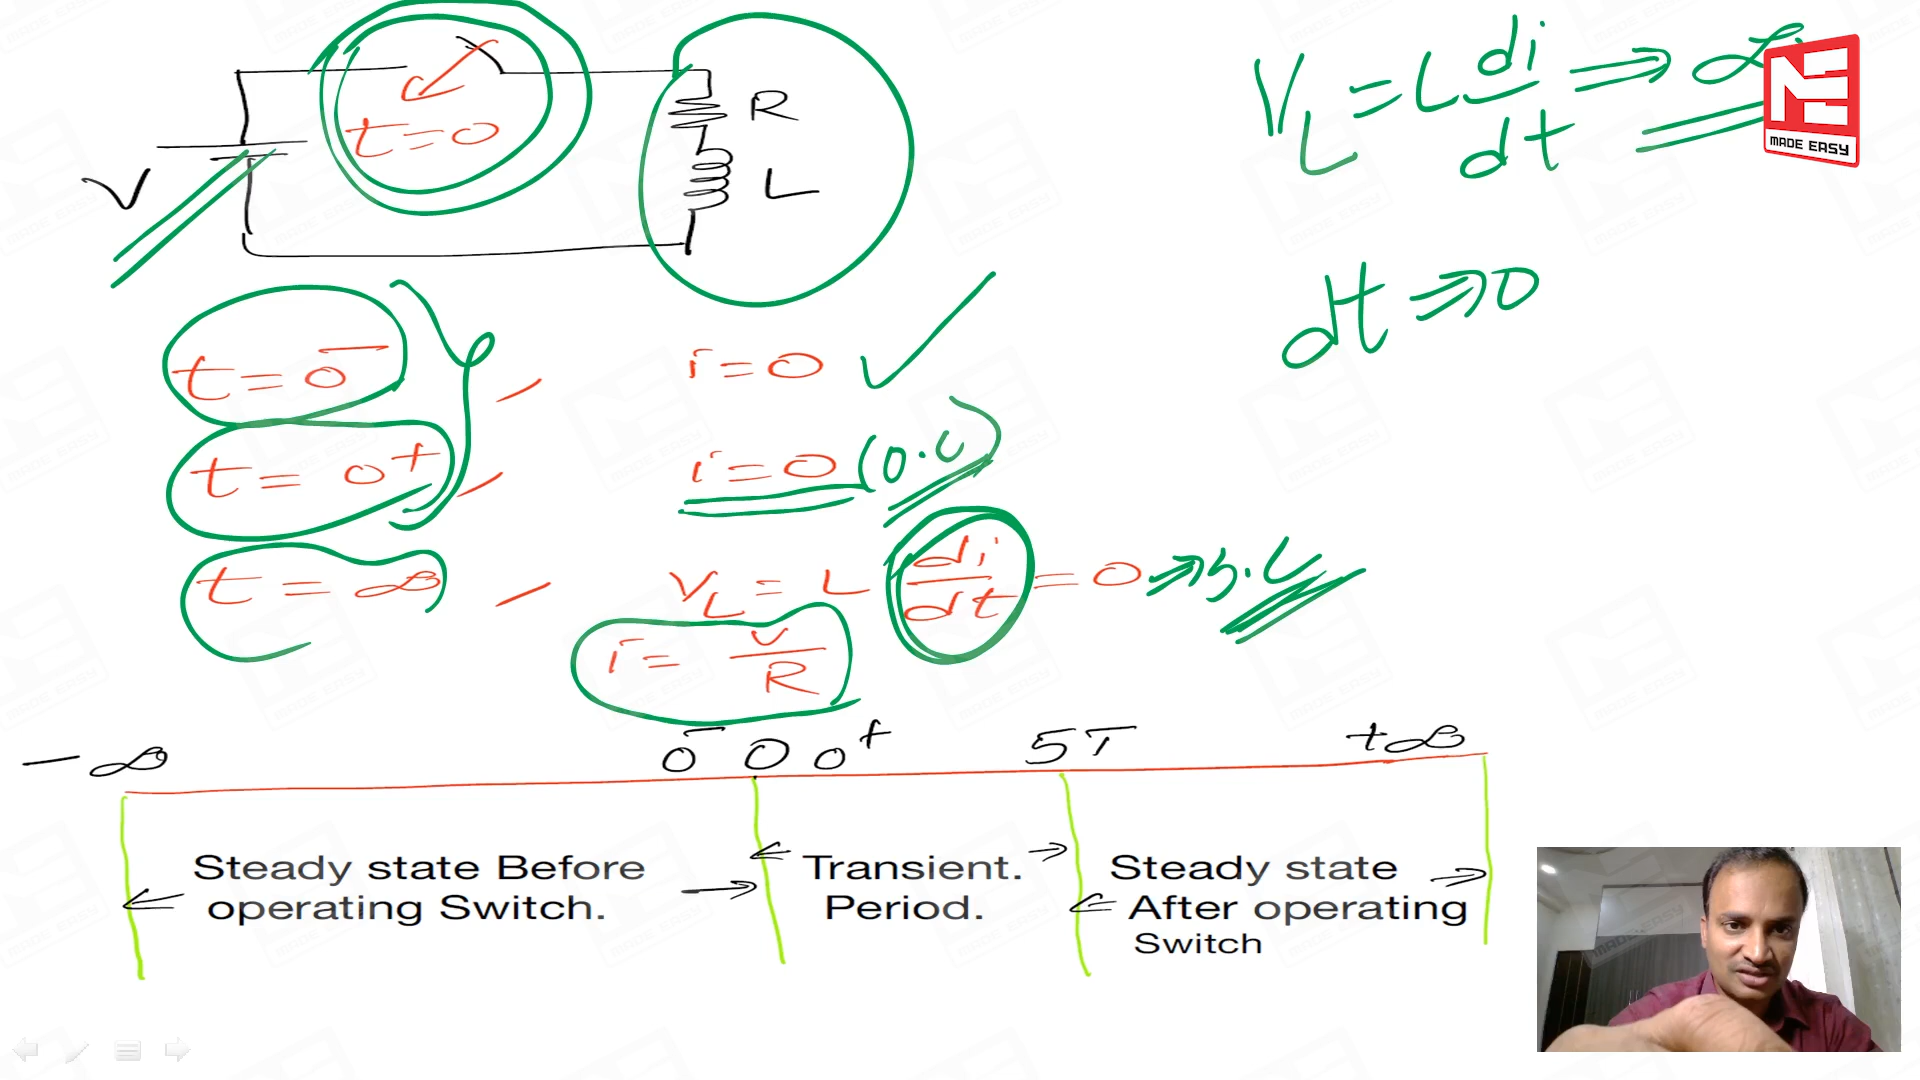 V_L = L di/dt ⇒ ∞
MADE EASY
t=0
R
V
L
dt ⇒ 0
t = 0⁻
i = 0
t = 0⁺
i = 0 (O.C)
t = ∞
V_L = L di/dt = 0 ⇒ S.C
i = V/R
-∞ 0⁻ 0 0⁺ 5T +∞
Steady state Before
operating Switch.
Transient.
Period.
Steady state
After operating
Switch